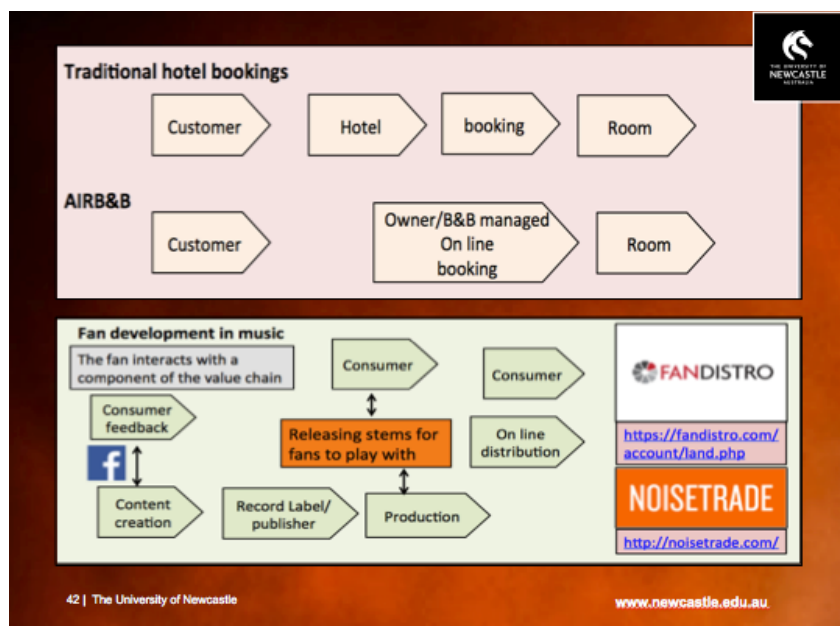 THE UNIVERSITY OF
NEWCASTLE
AUSTRALIA
Traditional hotel bookings
Customer
Hotel
booking
Room
AIRB&B
Customer
Owner/B&B managed
On line
booking
Room
Fan development in music
The fan interacts with a
component of the value chain
Consumer
feedback
f
Content
creation
Record Label/
publisher
Consumer
Releasing stems for
fans to play with
Production
Consumer
On line
distribution
FANDISTRO
https://fandistro.com/
account/land.php
NOISETRADE
http://noisetrade.com/
42 | The University of Newcastle
www.newcastle.edu.au